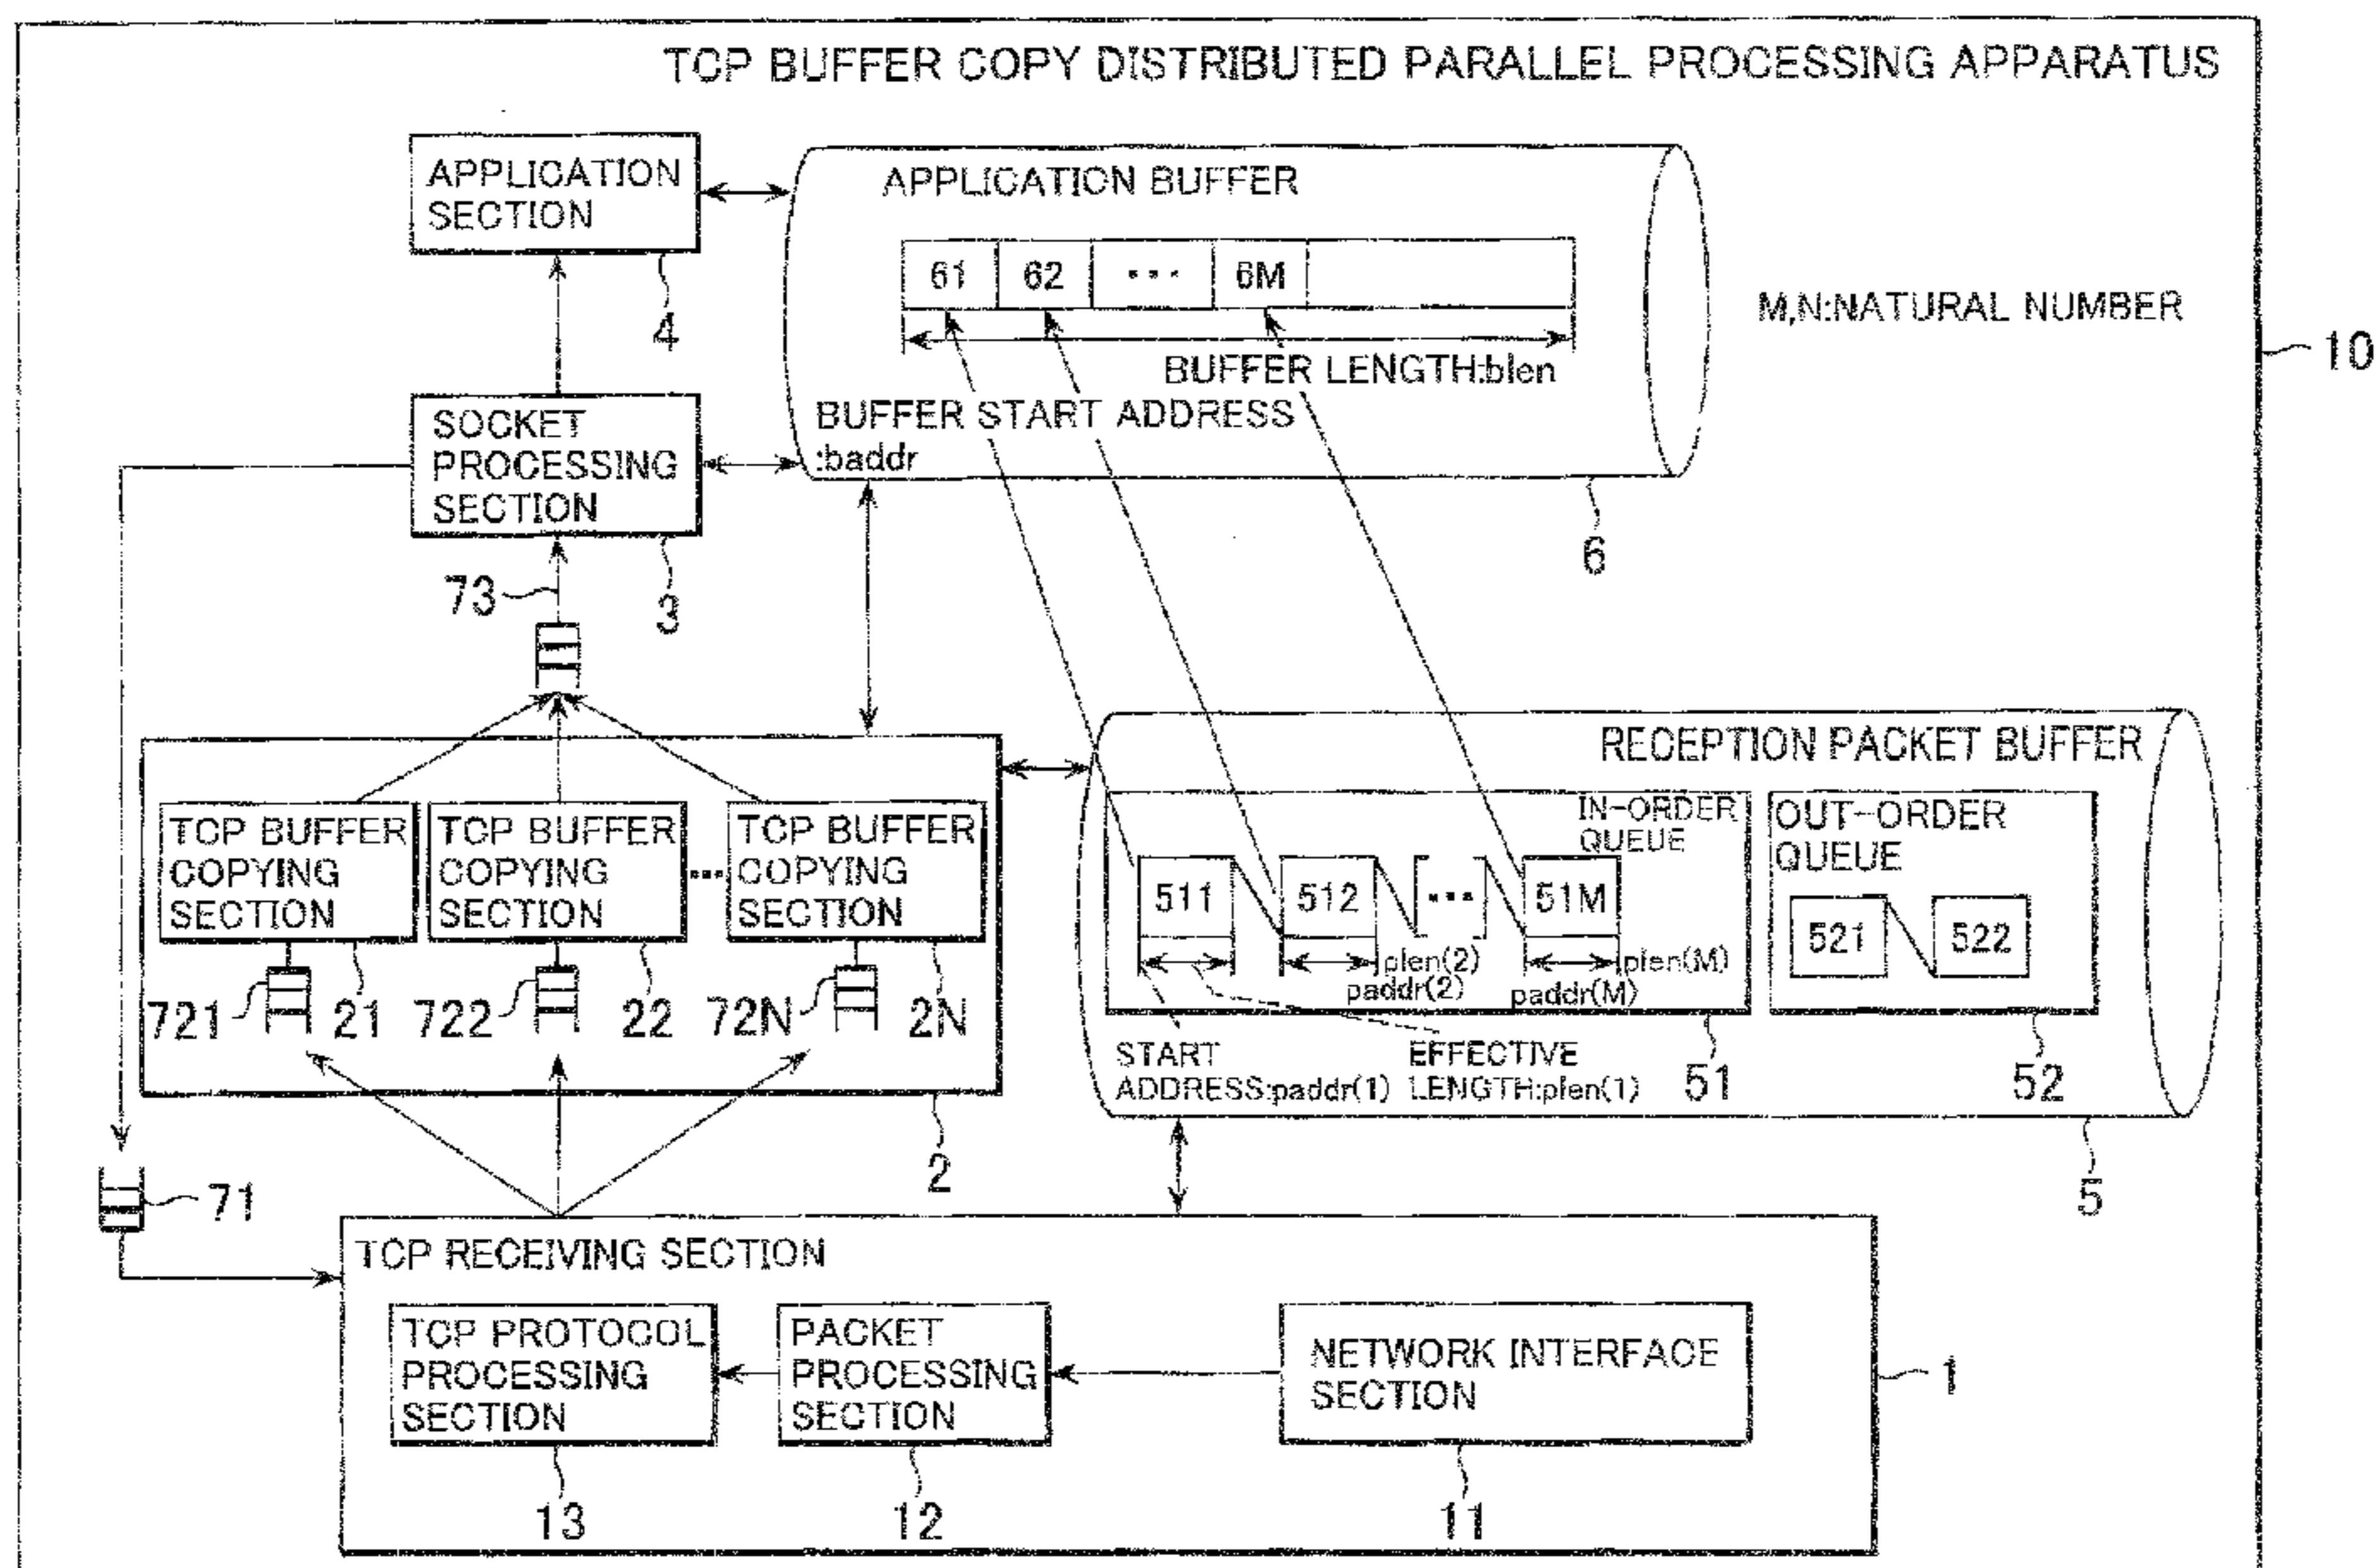 TCP BUFFER COPY DISTRIBUTED PARALLEL PROCESSING APPARATUS
APPLICATION
SECTION
4
APPLICATION BUFFER
61 62 ... 6M
BUFFER LENGTH:blen
BUFFER START ADDRESS
:baddr
6
M,N:NATURAL NUMBER
10
SOCKET
PROCESSING
SECTION
3
73
TCP BUFFER
COPYING
SECTION
21
721
TCP BUFFER
COPYING
SECTION
22
722
...
TCP BUFFER
COPYING
SECTION
2N
72N
2
RECEPTION PACKET BUFFER
IN-ORDER
QUEUE
511 512 ... 51M
plen(2)
paddr(2)
plen(M)
paddr(M)
START
ADDRESS:paddr(1)
EFFECTIVE
LENGTH:plen(1)
51
OUT-ORDER
QUEUE
521 522
52
5
71
TCP RECEIVING SECTION
TCP PROTOCOL
PROCESSING
SECTION
13
PACKET
PROCESSING
SECTION
12
NETWORK INTERFACE
SECTION
11
1